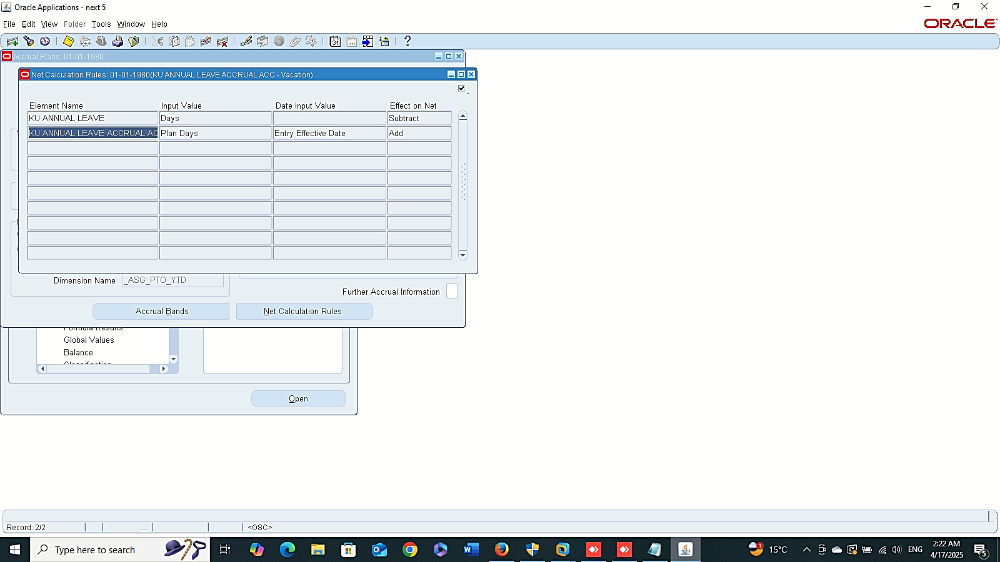 Oracle Applications - next 5
File Edit View Folder Tools Window Help
ORACLE
Accrual Plans: 01-01-1980
Net Calculation Rules: 01-01-1980(KU ANNUAL LEAVE ACCRUAL ACC - Vacation)
Element Name Input Value Date Input Value Effect on Net
KU ANNUAL LEAVE Days Subtract
KU ANNUAL LEAVE ACCRUAL AC Plan Days Entry Effective Date Add
Dimension Name _ASG_PTO_YTD
Further Accrual Information
Accrual Bands Net Calculation Rules
Formula Results
Global Values
Balance
Classification
Open
Record: 2/2 ... <OSC>
Type here to search
15°C ENG
2:22 AM
4/17/2025
5